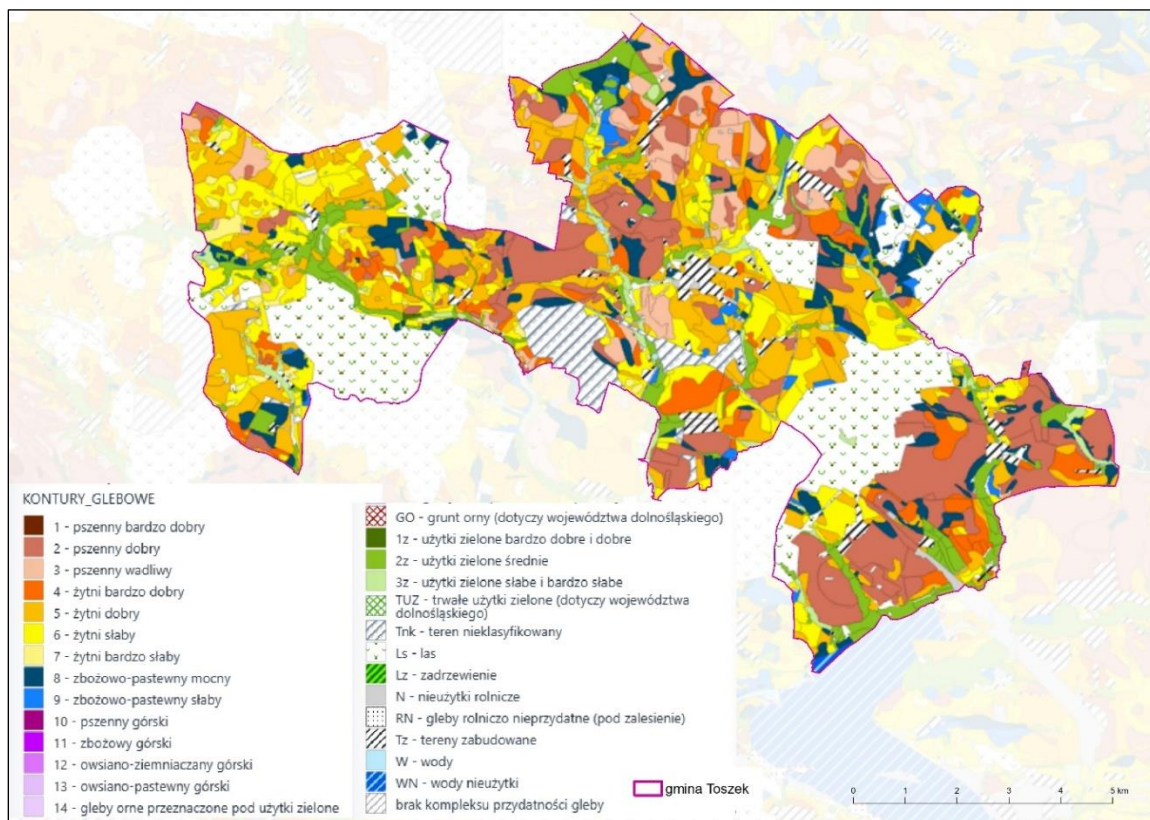 KONTURY_GLEBOWE
1 - pszenny bardzo dobry
2 - pszenny dobry
3 - pszenny wadliwy
4 - żytni bardzo dobry
5 - żytni dobry
6 - żytni słaby
7 - żytni bardzo słaby
8 - zbożowo-pastewny mocny
9 - zbożowo-pastewny słaby
10 - pszenny górski
11 - zbożowy górski
12 - owsiano-ziemniaczany górski
13 - owsiano-pastewny górski
14 - gleby orne przeznaczone pod użytki zielone
GO - grunt orny (dotyczy województwa dolnośląskiego)
1z - użytki zielone bardzo dobre i dobre
2z - użytki zielone średnie
3z - użytki zielone słabe i bardzo słabe
TUZ - trwałe użytki zielone (dotyczy województwa
dolnośląskiego)
Tnk - teren nieklasyfikowany
Ls - las
Lz - zadrzewienie
N - nieużytki rolnicze
RN - gleby rolniczo nieprzydatne (pod zalesienie)
Tz - tereny zabudowane
W - wody
WN - wody nieużytki
brak kompleksu przydatności gleby
gmina Toszek
0 1 2 3 4 5 km